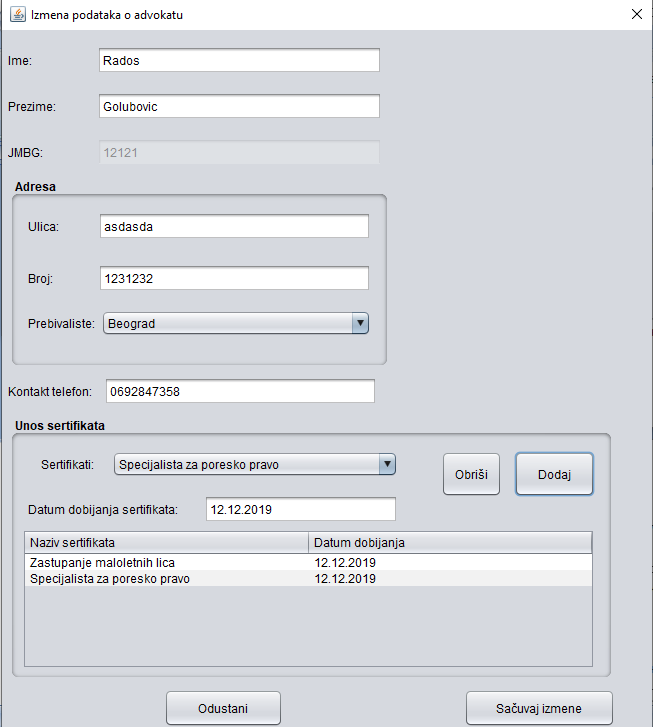 Izmena podataka o advokatu
Ime: Rados
Prezime: Golubovic
JMBG: 12121
Adresa
Ulica: asdasda
Broj: 1231232
Prebivaliste: Beograd
Kontakt telefon: 0692847358
Unos sertifikata
Sertifikati: Specijalista za poresko pravo Obriši Dodaj
Datum dobijanja sertifikata: 12.12.2019
Naziv sertifikata Datum dobijanja
Zastupanje maloletnih lica 12.12.2019
Specijalista za poresko pravo 12.12.2019
Odustani Sačuvaj izmene